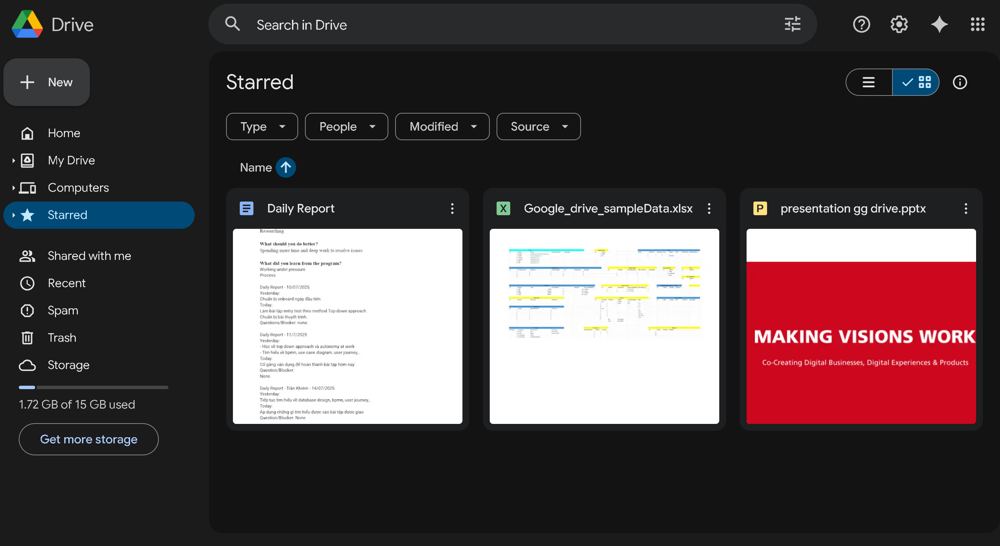 Drive
Search in Drive
New
Home
My Drive
Computers
Starred
Shared with me
Recent
Spam
Trash
Storage
1.72 GB of 15 GB used
Get more storage
Starred
Type
People
Modified
Source
Name
Daily Report
Researching
What should you do better?
Spending more time and deep work to resolve issues
What did you learn from the program?
Working under pressure
Process
Daily Report - 10/07/2025.
Yesterday:
Chuẩn bị onboard ngày đầu tiên.
Today:
Làm bài tập entry test theo method Top-down approach.
Chuẩn bị bài thuyết trình.
Questions/Blocker: none.
Daily Report - 11/7/2025
Yesterday:
- Học về top-down approach và autonomy at work
- Tìm hiểu về bpmn, use case diagram, user journey,..
Today:
Cố gắng vận dụng để hoàn thành bài tập hôm nay
Question/Blocker:
None
Daily Report - Trần Khiêm - 14/07/2025
Yesterday:
Tiếp tục tìm hiểu về database design, bpmn, user journey,..
Today:
Áp dụng những gì tìm hiểu được vào bài tập được giao
Question/Blocker: None
X
Google_drive_sampleData.xlsx
P
presentation gg drive.pptx
MAKING VISIONS WORK
Co-Creating Digital Businesses, Digital Experiences & Products